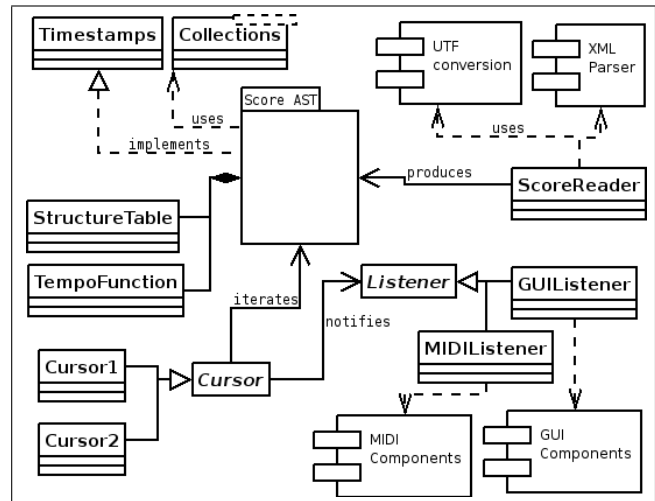 Timestamps
Collections
UTF
conversion
XML
Parser
Score AST
uses
implements
uses
produces
ScoreReader
StructureTable
TempoFunction
iterates
Listener
GUIListener
notifies
MIDIListener
Cursor1
Cursor
Cursor2
MIDI
Components
GUI
Components